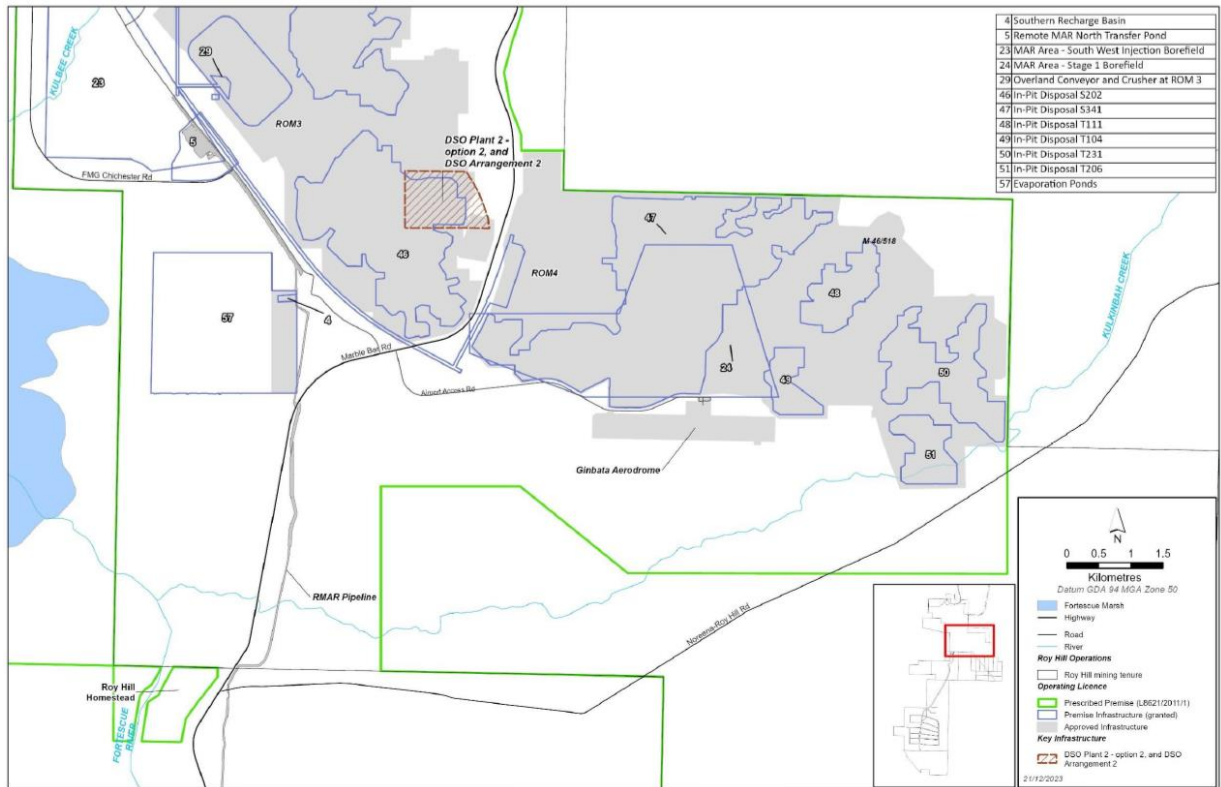 4 Southern Recharge Basin
5 Remote MAR North Transfer Pond
23 MAR Area - South West Injection Borefield
24 MAR Area - Stage 1 Borefield
29 Overland Conveyor and Crusher at ROM 3
46 In-Pit Disposal S202
47 In-Pit Disposal S341
48 In-Pit Disposal T111
49 In-Pit Disposal T104
50 In-Pit Disposal T231
51 In-Pit Disposal T206
57 Evaporation Ponds
KULBEE CREEK
29
23
ROM3
5
DSO Plant 2 -
option 2, and
DSO Arrangement 2
FMG Chichester Rd
47
M 46/518
46
ROM4
48
KULKINBAH CREEK
57
4
Marble Bar Rd
24
49
50
Airport Access Rd
51
Ginbata Aerodrome
RMAR Pipeline
Noreena-Roy Hill Rd
Roy Hill
Homestead
FORTESCUE
RIVER
N
0 0.5 1 1.5
Kilometres
Datum GDA 94 MGA Zone 50
Fortescue Marsh
Highway
Road
River
Roy Hill Operations
Roy Hill mining tenure
Operating Licence
Prescribed Premise (L8621/2011/1)
Premise Infrastructure (granted)
Approved Infrastructure
Key Infrastructure
DSO Plant 2 - option 2, and DSO
Arrangement 2
21/12/2023